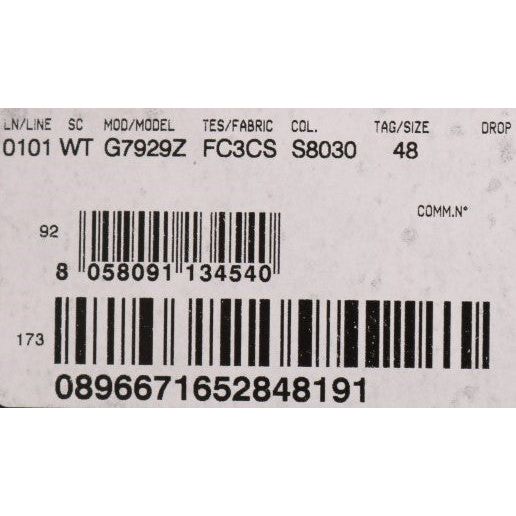 LN/LINE SC MOD/MODEL TES/FABRIC COL. TAG/SIZE DROP
0101 WT G7929Z FC3CS S8030 48
COMM.N°
92
8 058091 134540
173
0896671652848191